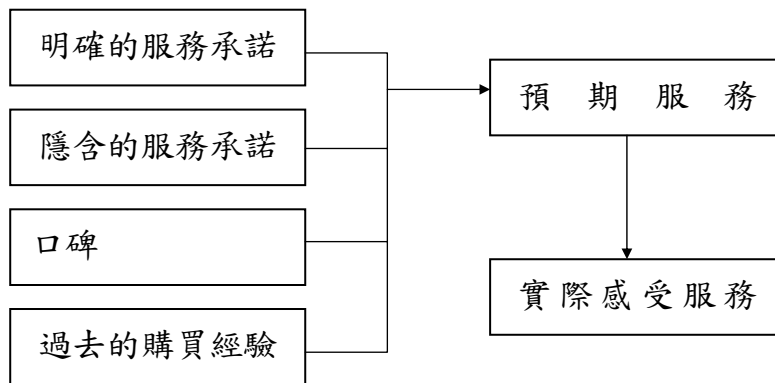 明確的服務承諾
隱含的服務承諾
口碑
過去的購買經驗
預期服務
實際感受服務